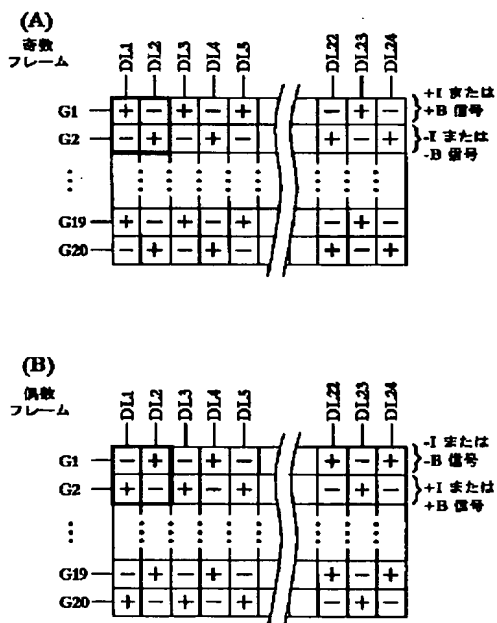 (A)
奇数
フレーム
DL1 DL2 DL3 DL4 DL5 DL22 DL23 DL24
G1 + − + − + − + − +I または
+B 信号
G2 − + − + − + − + -I または
-B 信号
⋮ ⋮ ⋮ ⋮ ⋮ ⋮ ⋮ ⋮ ⋮
G19 + − + − + − + −
G20 − + − + − + − +
(B)
偶数
フレーム
DL1 DL2 DL3 DL4 DL5 DL22 DL23 DL24
G1 − + − + − + − + -I または
-B 信号
G2 + − + − + − + − +I または
+B 信号
⋮ ⋮ ⋮ ⋮ ⋮ ⋮ ⋮ ⋮ ⋮
G19 − + − + − + − +
G20 + − + − + − + −